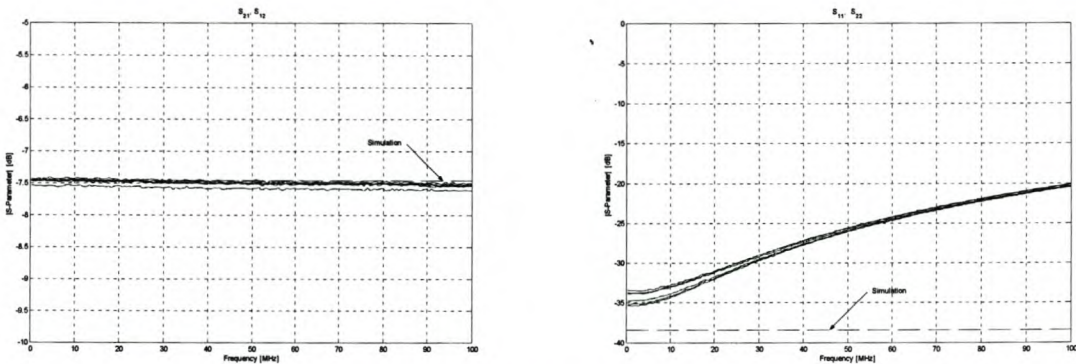 S21, S12
-5
-5.5
-6
-6.5
-7
-7.5
-8
-8.5
-9
-9.5
-10
|S-Parameter| [dB]
Simulation
0 10 20 30 40 50 60 70 80 90 100
Frequency [MHz]
S11, S22
0
-5
-10
-15
-20
-25
-30
-35
-40
|S-Parameter| [dB]
Simulation
0 10 20 30 40 50 60 70 80 90 100
Frequency [MHz]